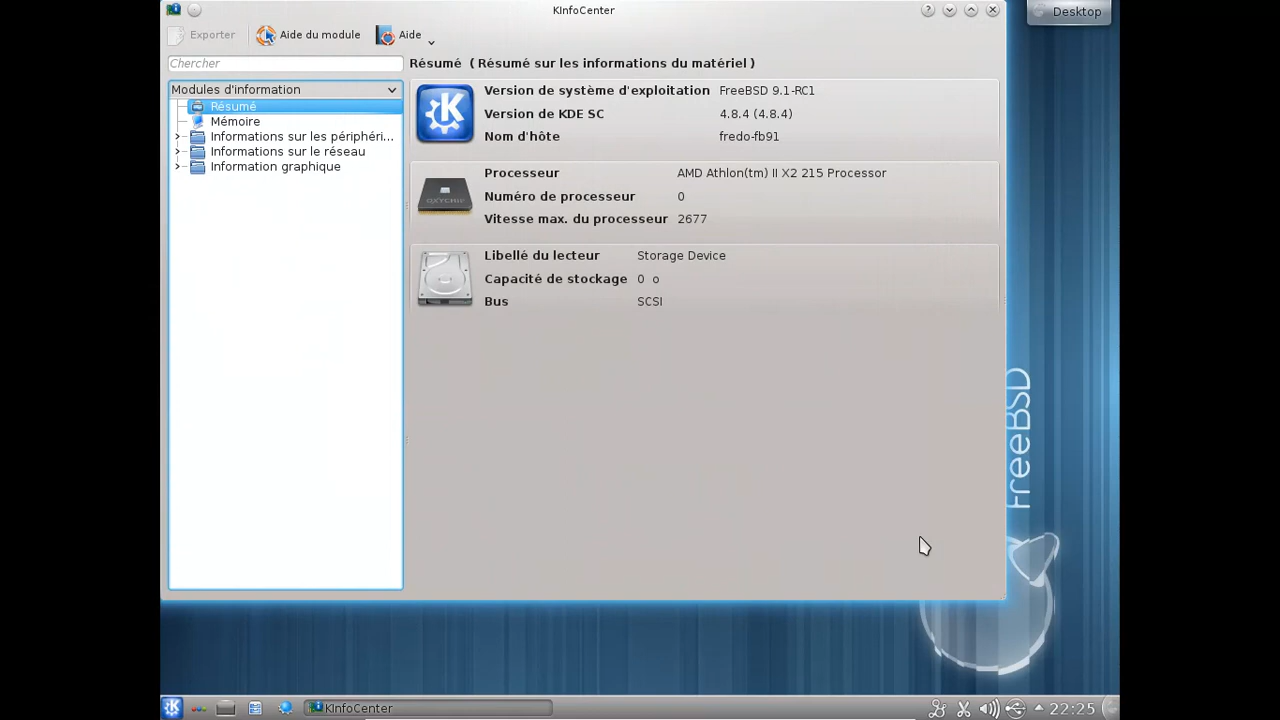 KInfoCenter
Desktop
Exporter
Aide du module
Aide
Chercher
Résumé ( Résumé sur les informations du matériel )
Modules d'information
Résumé
Mémoire
Informations sur les périphéri...
Informations sur le réseau
Information graphique
Version de système d'exploitation FreeBSD 9.1-RC1
Version de KDE SC 4.8.4 (4.8.4)
Nom d'hôte fredo-fb91
Processeur AMD Athlon(tm) II X2 215 Processor
Numéro de processeur 0
Vitesse max. du processeur 2677
OXYCHIP
Libellé du lecteur Storage Device
Capacité de stockage 0 o
Bus SCSI
FreeBSD
KInfoCenter
22:25